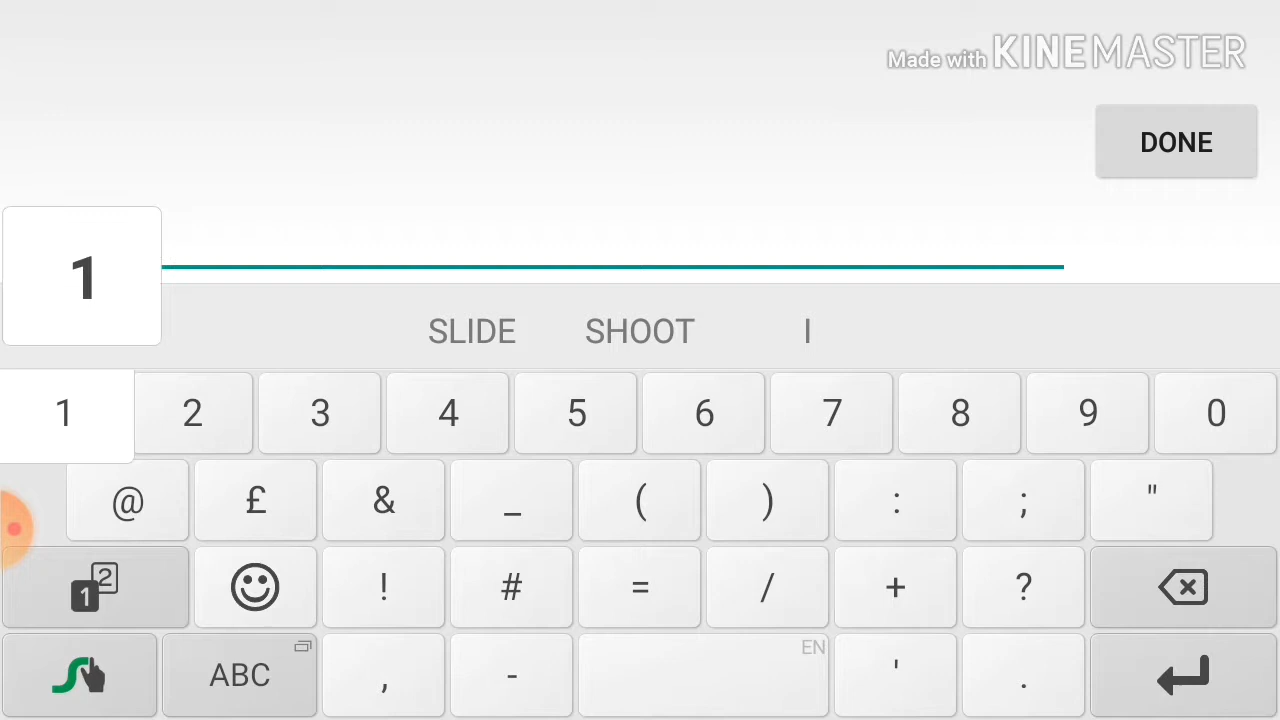 Made with KINEMASTER
DONE
1
SLIDE SHOOT I
1 2 3 4 5 6 7 8 9 0
@ £ & _ ( ) : ; "
1 2 ! # = / + ?
ABC , - EN ' .